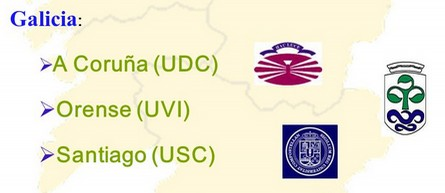 Galicia:
➢A Coruña (UDC)
➢Orense (UVI)
➢Santiago (USC)